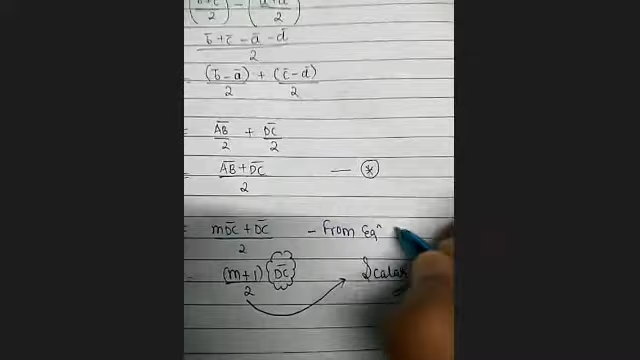 = (b̄+c̄)/2 - (ā+d̄)/2
b̄+c̄-ā-d̄ / 2
= (b̄-ā)/2 + (c̄-d̄)/2
= AB̄/2 + DC̄/2
= (AB̄+DC̄)/2 — *
= (mDC̄+DC̄)/2 - From Eqⁿ
(m+1)/2 DC̄ Scalar